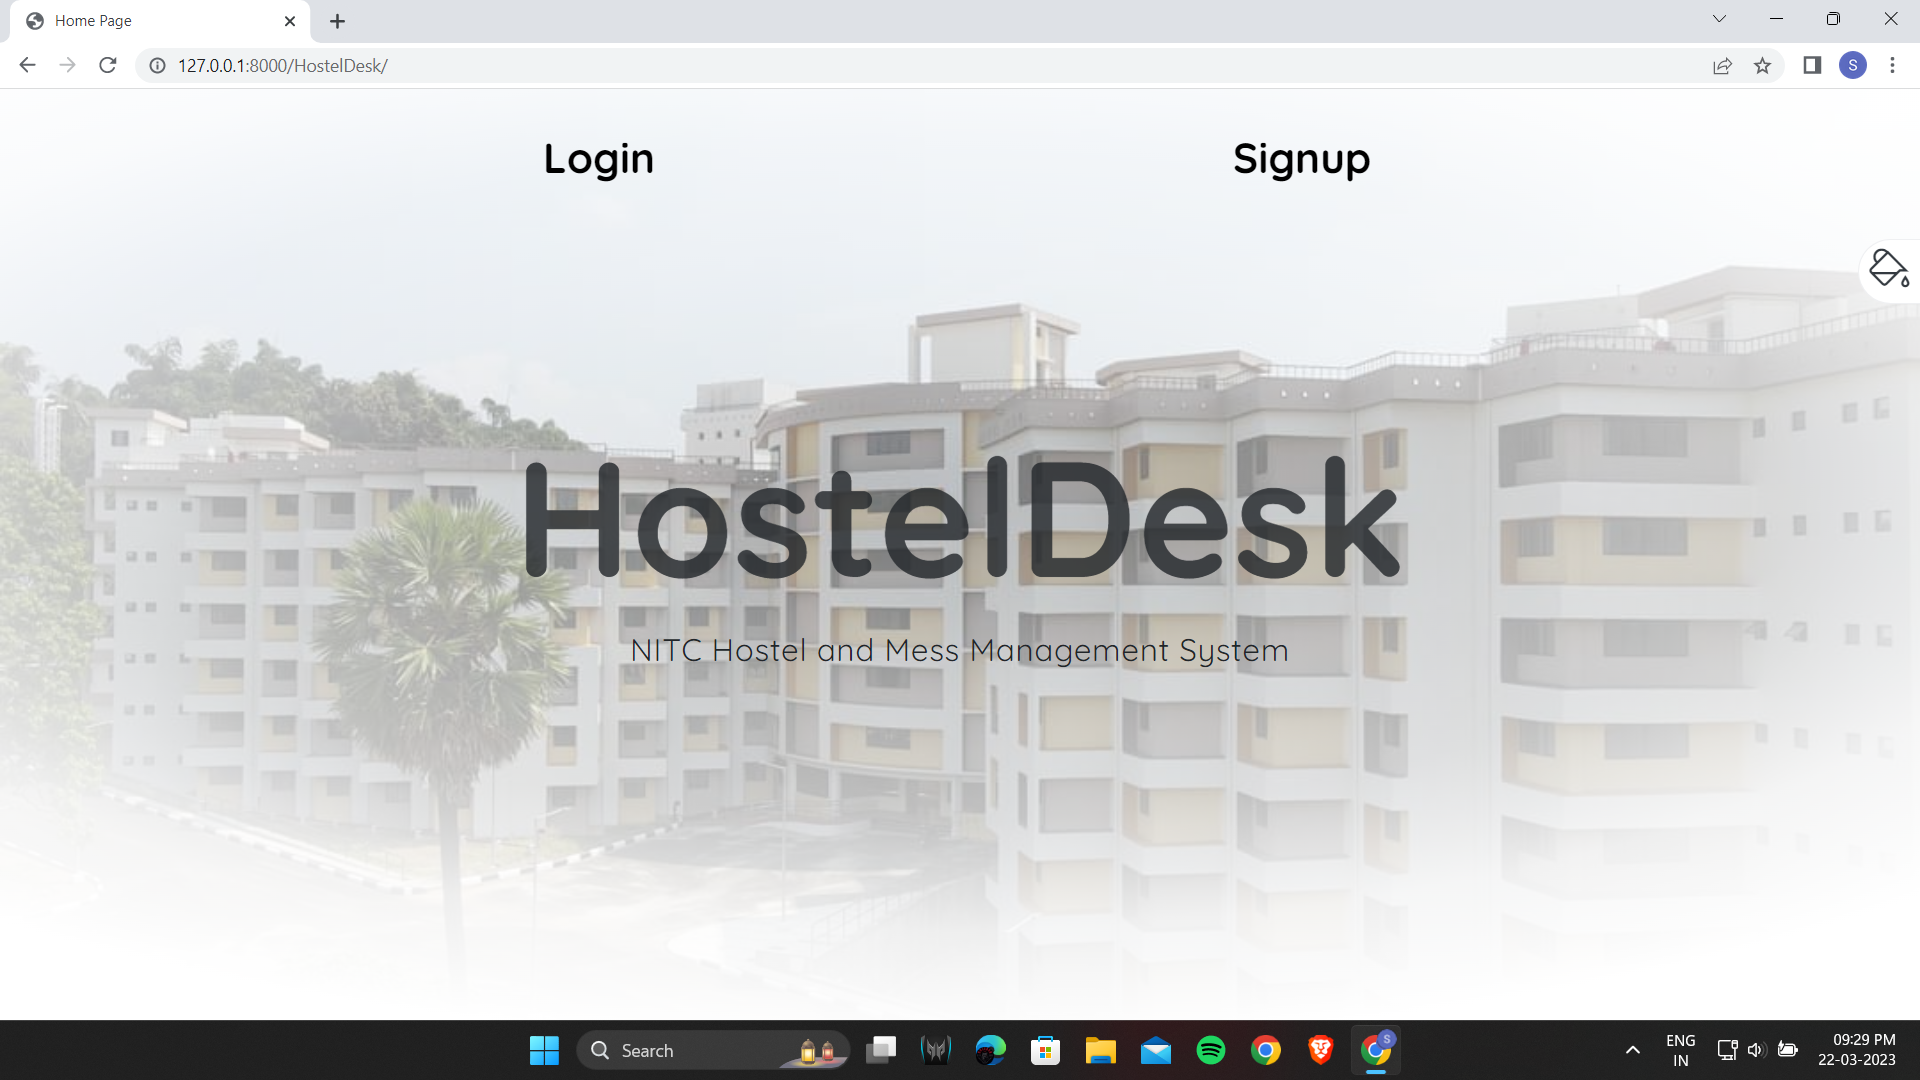 Home Page
127.0.0.1:8000/HostelDesk/
S
Login
Signup
HostelDesk
NITC Hostel and Mess Management System
Search
S
ENG
IN
09:29 PM
22-03-2023